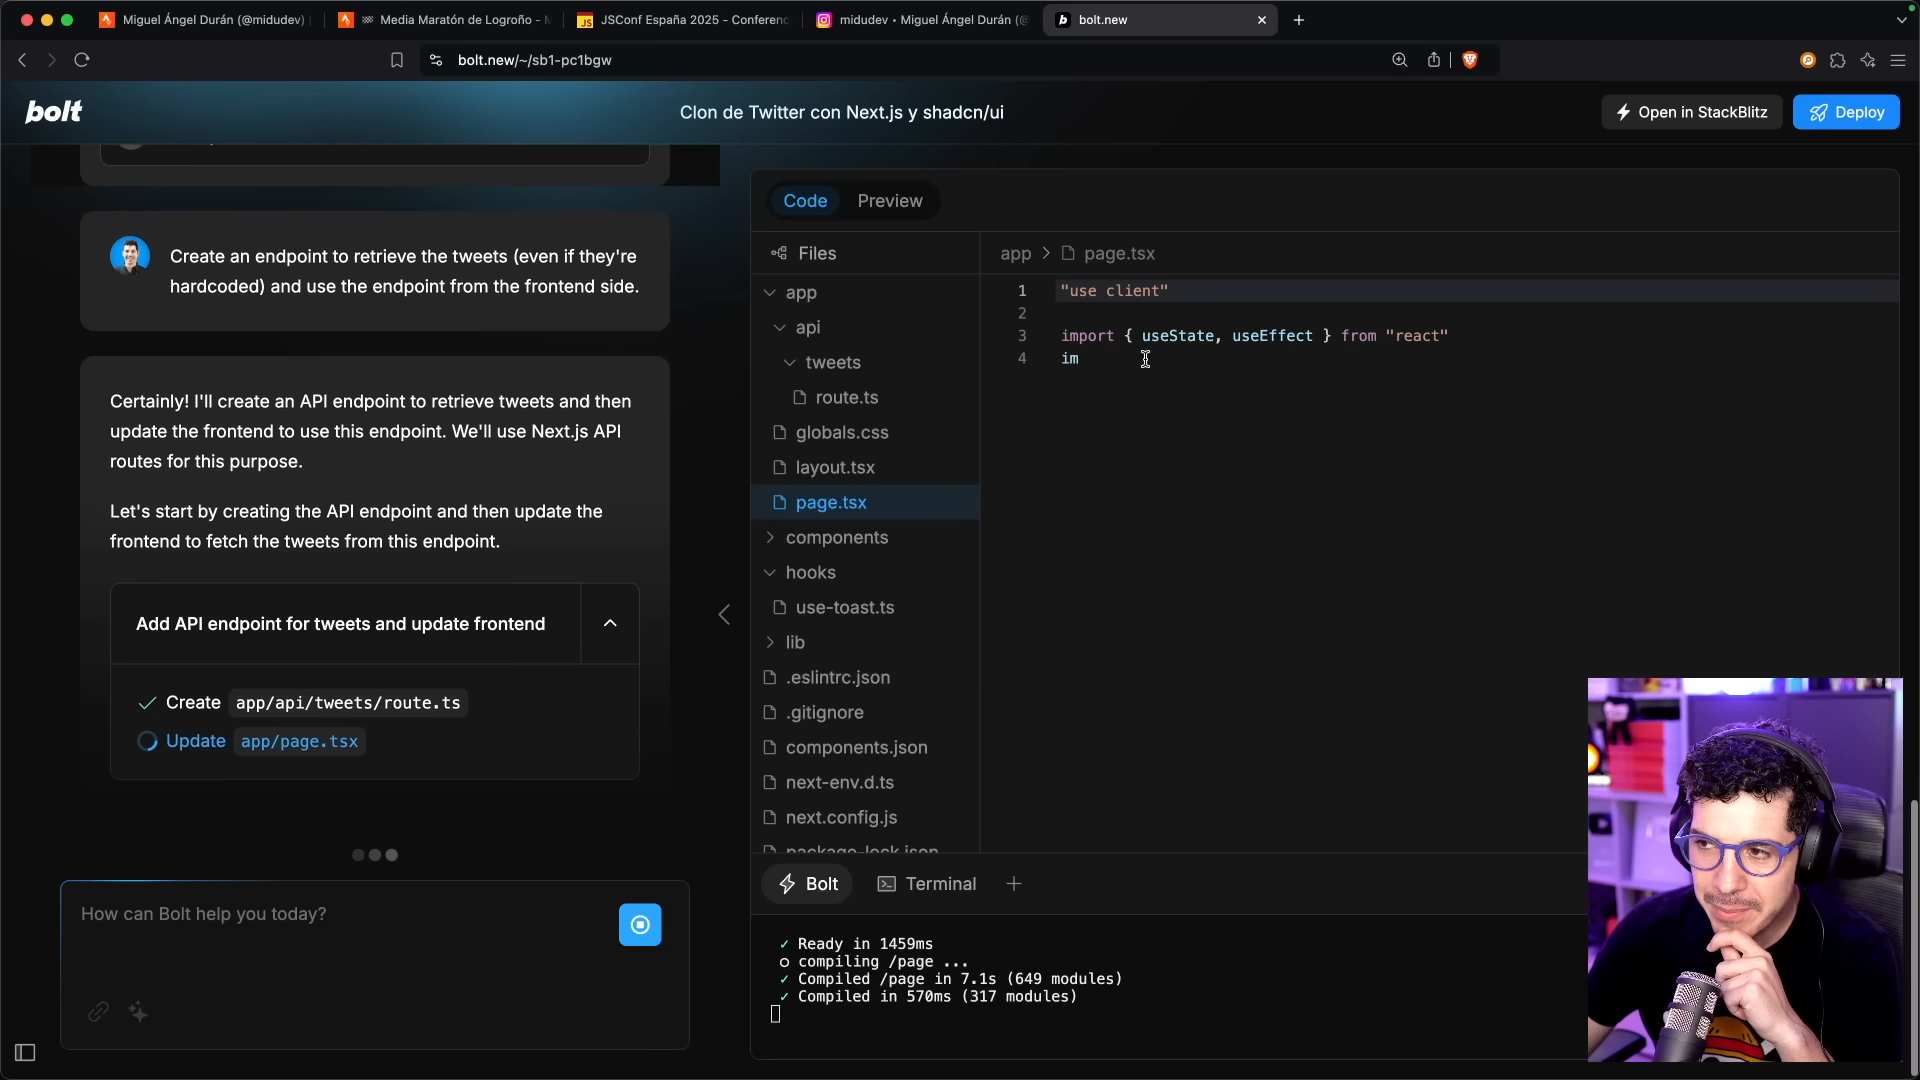 Miguel Ángel Durán (@midudev)
Media Maratón de Logroño -
JSConf España 2025 - Conferenc
midudev • Miguel Ángel Durán (@
bolt.new
bolt.new/~/sb1-pc1bgw
bolt
Clon de Twitter con Next.js y shadcn/ui
Open in StackBlitz
Deploy
Create an endpoint to retrieve the tweets (even if they're
hardcoded) and use the endpoint from the frontend side.
Certainly! I'll create an API endpoint to retrieve tweets and then
update the frontend to use this endpoint. We'll use Next.js API
routes for this purpose.
Let's start by creating the API endpoint and then update the
frontend to fetch the tweets from this endpoint.
Add API endpoint for tweets and update frontend
Create app/api/tweets/route.ts
Update app/page.tsx
How can Bolt help you today?
Code Preview
Files
app
api
tweets
route.ts
globals.css
layout.tsx
page.tsx
components
hooks
use-toast.ts
lib
.eslintrc.json
.gitignore
components.json
next-env.d.ts
next.config.js
package-lock.json
app > page.tsx
1 "use client"
2
3 import { useState, useEffect } from "react"
4 im
Bolt
Terminal
✓ Ready in 1459ms
○ compiling /page ...
✓ Compiled /page in 7.1s (649 modules)
✓ Compiled in 570ms (317 modules)